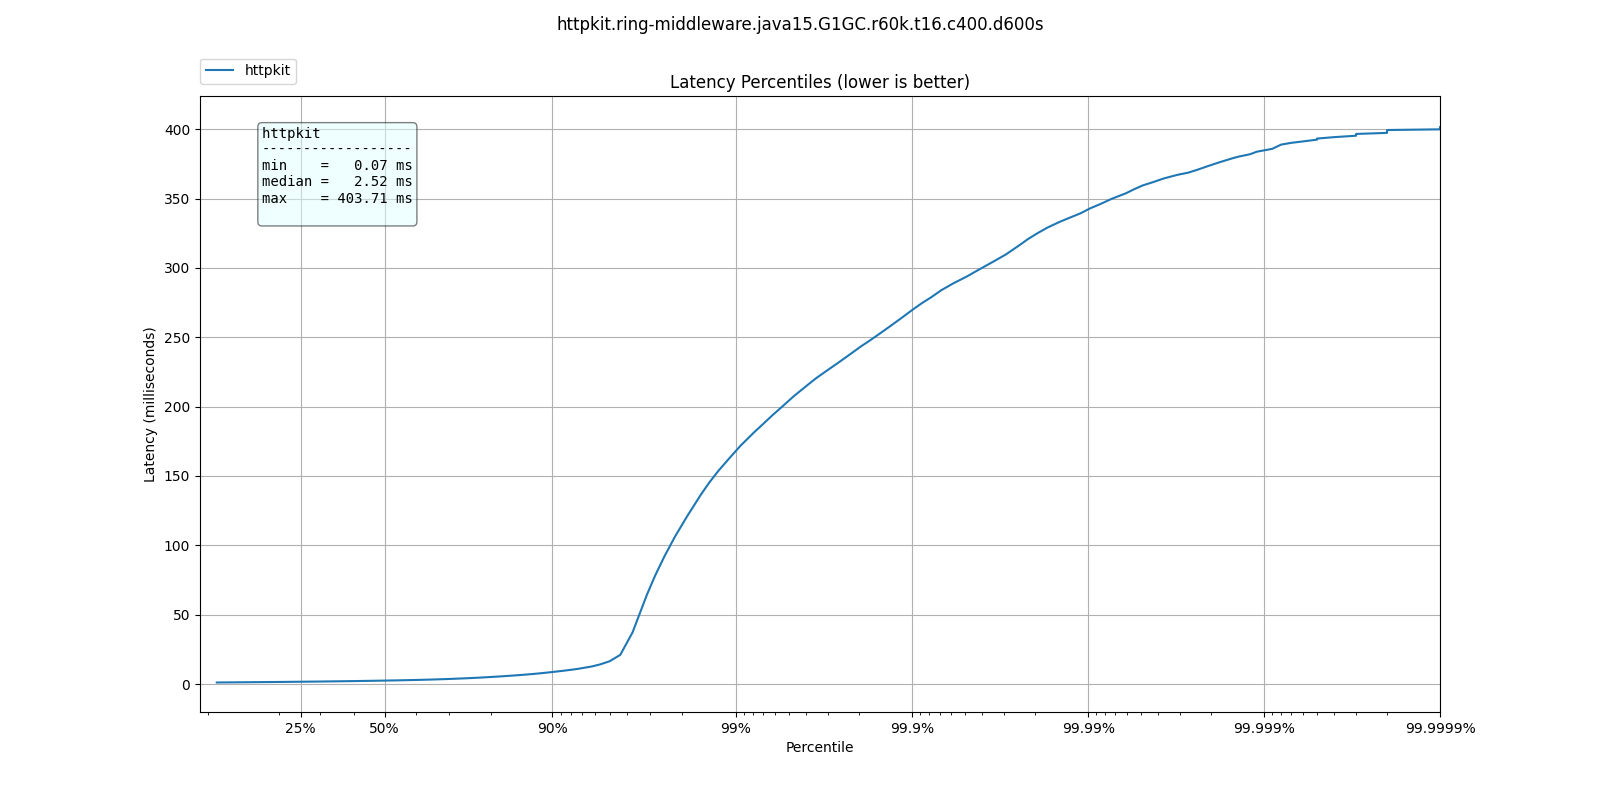 httpkit.ring-middleware.java15.G1GC.r60k.t16.c400.d600s
httpkit
Latency Percentiles (lower is better)
httpkit
------------------
min    =   0.07 ms
median =   2.52 ms
max    = 403.71 ms
400
350
300
250
200
150
100
50
0
Latency (milliseconds)
25% 50% 90% 99% 99.9% 99.99% 99.999% 99.9999%
Percentile